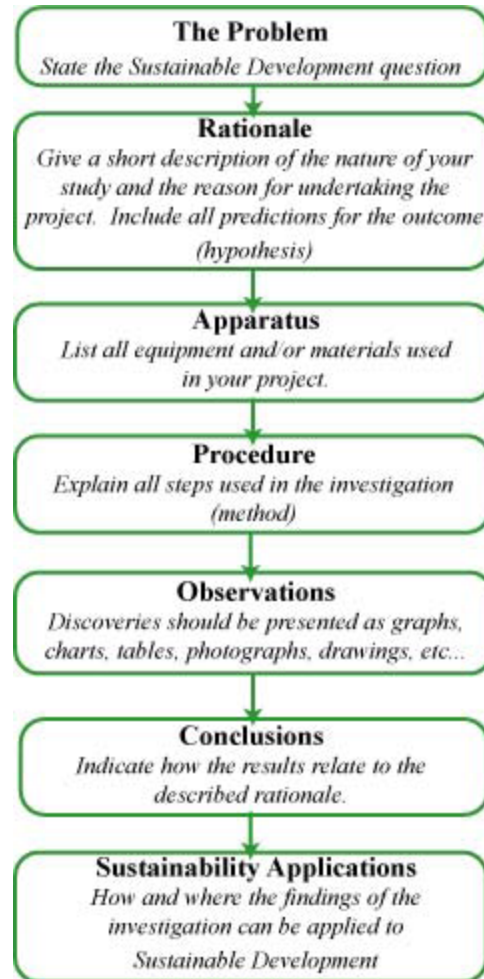 The Problem
State the Sustainable Development question
Rationale
Give a short description of the nature of your
study and the reason for undertaking the
project. Include all predictions for the outcome
(hypothesis)
Apparatus
List all equipment and/or materials used
in your project.
Procedure
Explain all steps used in the investigation
(method)
Observations
Discoveries should be presented as graphs,
charts, tables, photographs, drawings, etc...
Conclusions
Indicate how the results relate to the
described rationale.
Sustainability Applications
How and where the findings of the
investigation can be applied to
Sustainable Development